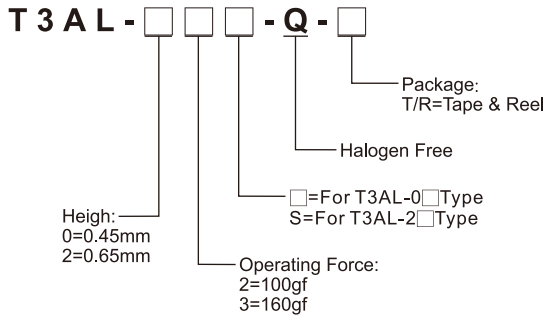 T3AL-□□□-Q-□
Package:
T/R=Tape & Reel
Halogen Free
□=For T3AL-0□Type
S=For T3AL-2□Type
Heigh:
0=0.45mm
2=0.65mm
Operating Force:
2=100gf
3=160gf